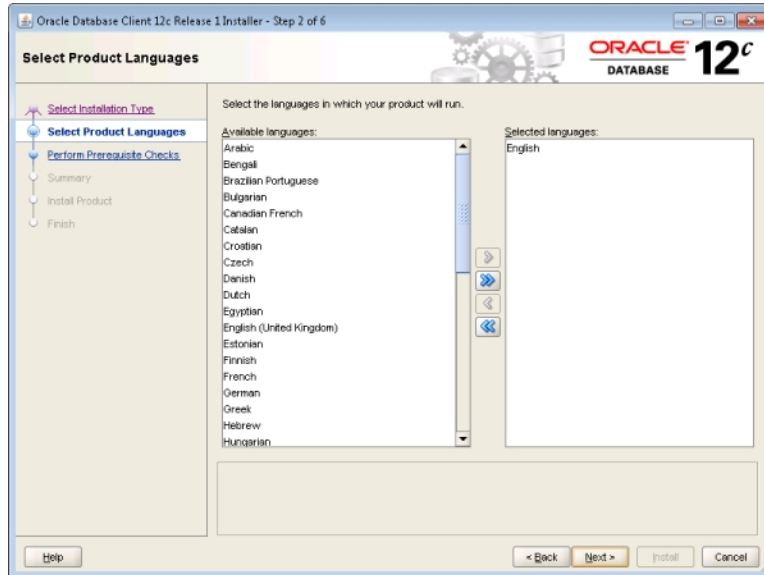 Oracle Database Client 12c Release 1 Installer - Step 2 of 6
Select Product Languages
ORACLE
DATABASE
12c
Select Installation Type
Select Product Languages
Perform Prerequisite Checks
Summary
Install Product
Finish
Select the languages in which your product will run.
Available languages:
Arabic
Bengali
Brazilian Portuguese
Bulgarian
Canadian French
Catalan
Croatian
Czech
Danish
Dutch
Egyptian
English (United Kingdom)
Estonian
Finnish
French
German
Greek
Hebrew
Hungarian
Selected languages:
English
Help
< Back
Next >
Install
Cancel